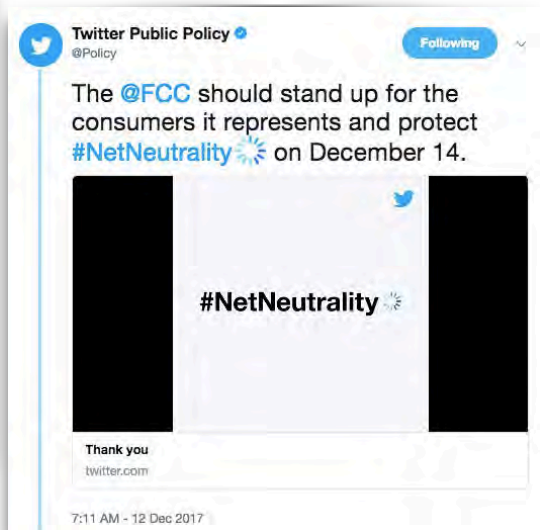 Twitter Public Policy
@Policy
Following
The @FCC should stand up for the
consumers it represents and protect
#NetNeutrality on December 14.
#NetNeutrality
Thank you
twitter.com
7:11 AM - 12 Dec 2017